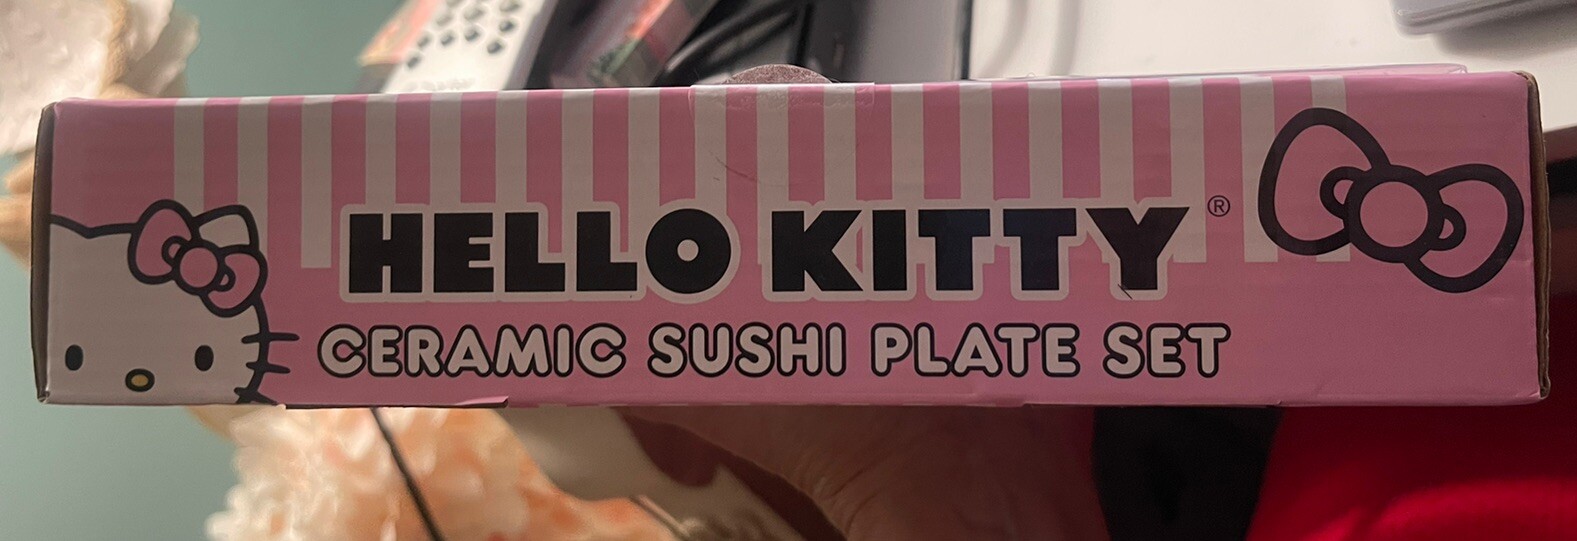 HELLO KITTY®
CERAMIC SUSHI PLATE SET